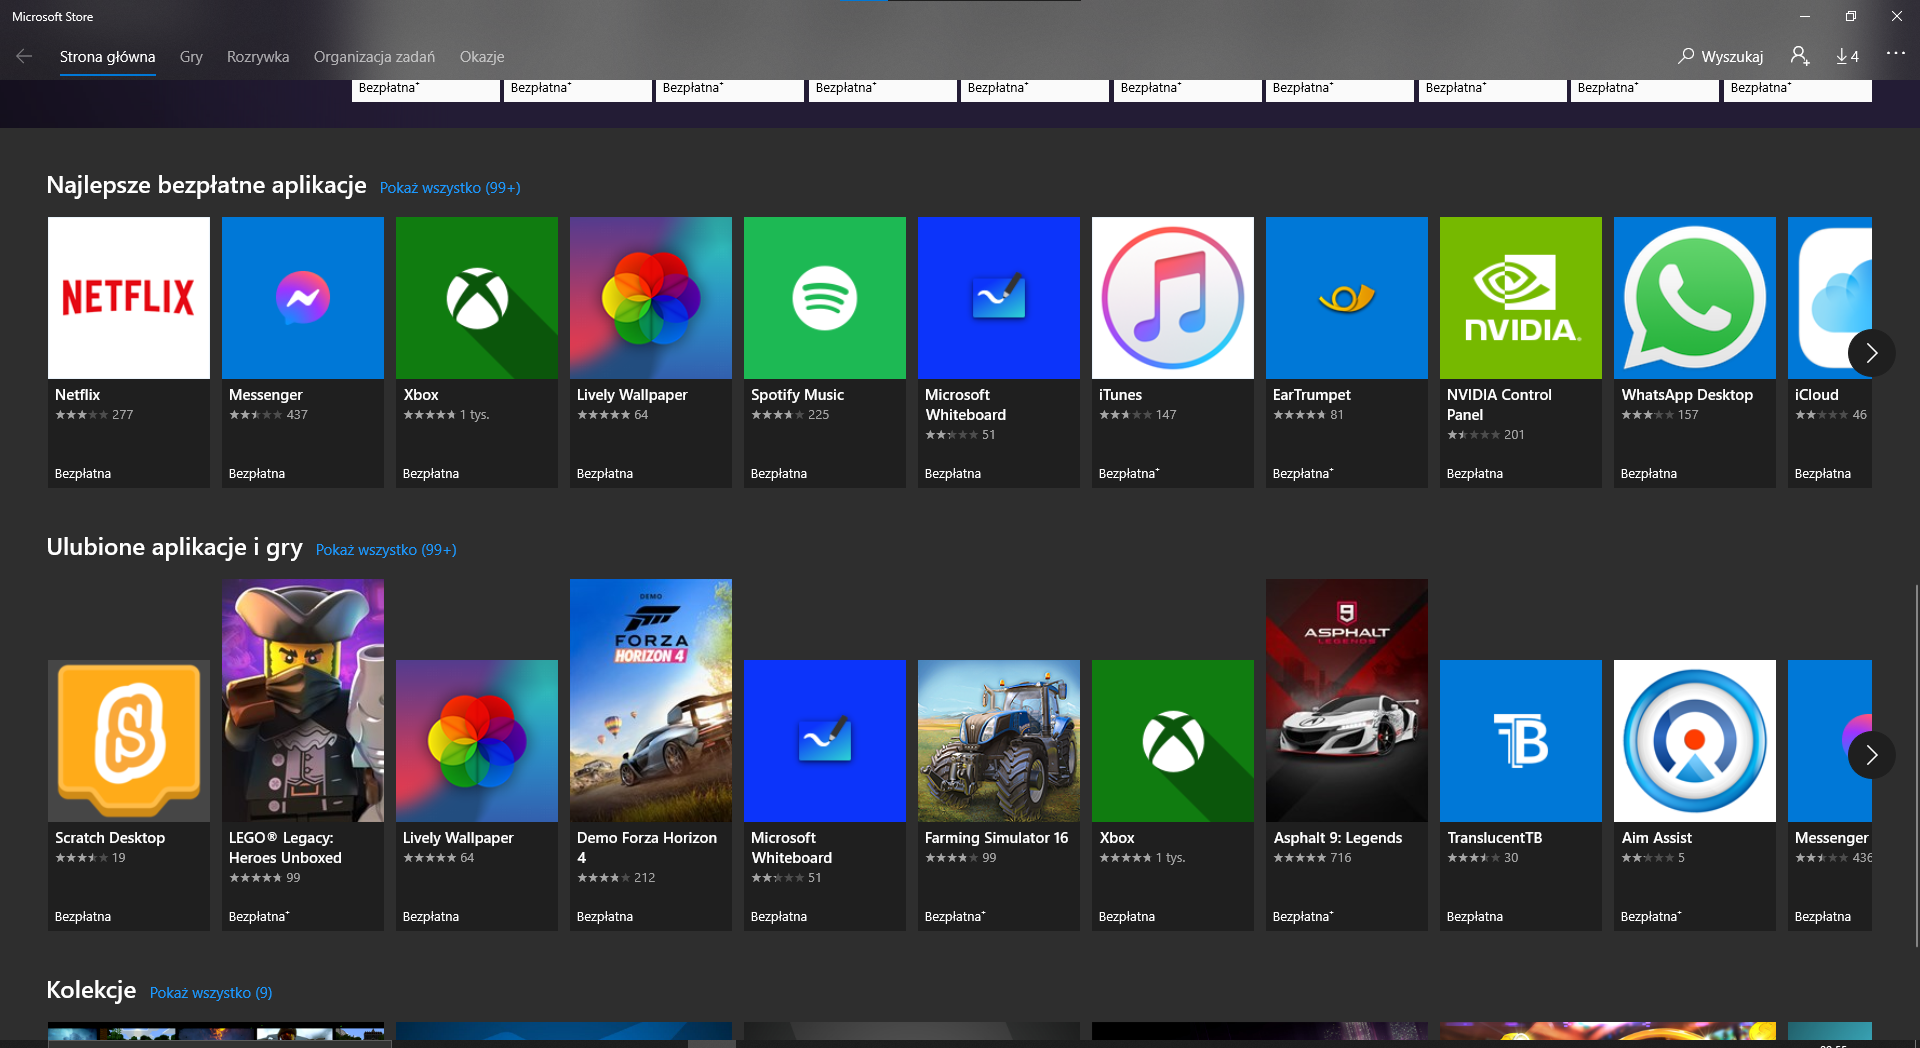 Microsoft Store
Strona główna
Gry
Rozrywka
Organizacja zadań
Okazje
Wyszukaj
4
Bezpłatna+
Bezpłatna+
Bezpłatna+
Bezpłatna+
Bezpłatna+
Bezpłatna+
Bezpłatna+
Bezpłatna+
Bezpłatna+
Bezpłatna+
Najlepsze bezpłatne aplikacje
Pokaż wszystko (99+)
NETFLIX
Netflix
277
Bezpłatna
Messenger
437
Bezpłatna
Xbox
1 tys.
Bezpłatna
Lively Wallpaper
64
Bezpłatna
Spotify Music
225
Bezpłatna
Microsoft
Whiteboard
51
Bezpłatna
iTunes
147
Bezpłatna+
EarTrumpet
81
Bezpłatna+
NVIDIA.
NVIDIA Control
Panel
201
Bezpłatna
WhatsApp Desktop
157
Bezpłatna
iCloud
46
Bezpłatna
Ulubione aplikacje i gry
Pokaż wszystko (99+)
S
Scratch Desktop
19
Bezpłatna
LEGO® Legacy:
Heroes Unboxed
99
Bezpłatna+
Lively Wallpaper
64
Bezpłatna
DEMO
FORZA
HORIZON 4
Demo Forza Horizon
4
212
Bezpłatna
Microsoft
Whiteboard
51
Bezpłatna
Farming Simulator 16
99
Bezpłatna+
Xbox
1 tys.
Bezpłatna
9
ASPHALT
LEGENDS
Asphalt 9: Legends
716
Bezpłatna+
TB
TranslucentTB
30
Bezpłatna
Aim Assist
5
Bezpłatna+
Messenger
436
Bezpłatna
Kolekcje
Pokaż wszystko (9)